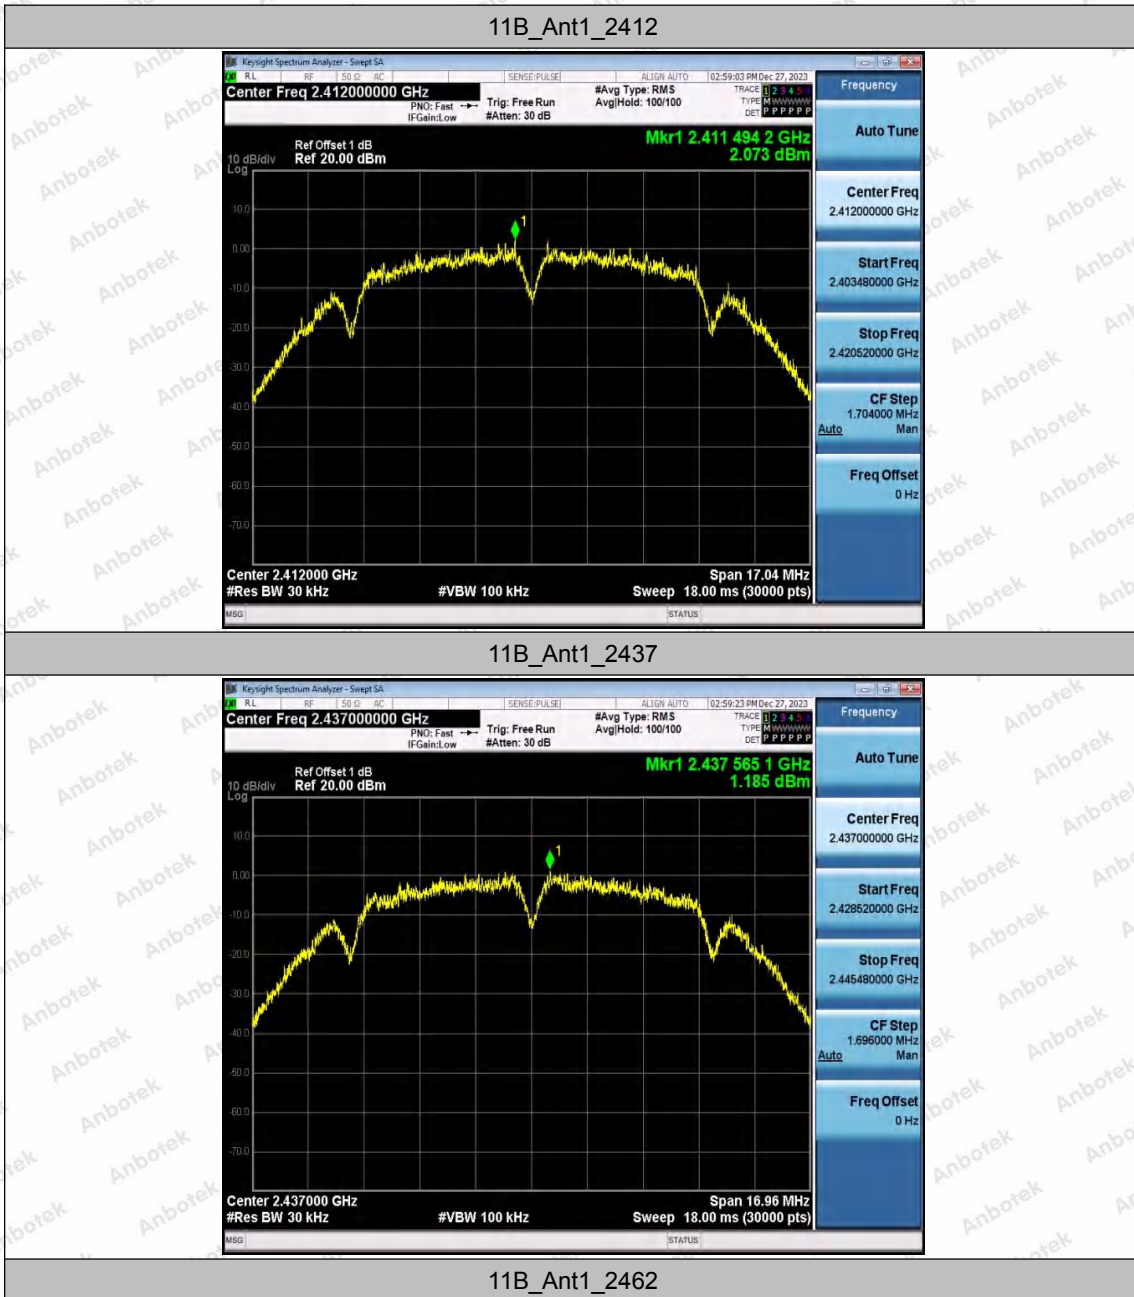 11B_Ant1_2412
Keysight Spectrum Analyzer - Swept SA
RL RF 50 Ω AC SENSE:PULSE ALIGN AUTO 02:59:03 PM Dec 27, 2023
Center Freq 2.412000000 GHz
PNO: Fast
IFGain:Low
Trig: Free Run
#Atten: 30 dB
#Avg Type: RMS
Avg|Hold: 100/100
TRACE 1 2 3 4 5 6
TYPE M W W W W W
DET P P P P P P
Frequency
Mkr1 2.411 494 2 GHz
2.073 dBm
Ref Offset 1 dB
10 dB/div Ref 20.00 dBm
Log
10.0
0.00
-10.0
-20.0
-30.0
-40.0
-50.0
-60.0
-70.0
1
Auto Tune
Center Freq
2.412000000 GHz
Start Freq
2.403480000 GHz
Stop Freq
2.420520000 GHz
CF Step
1.704000 MHz
Auto Man
Freq Offset
0 Hz
Center 2.412000 GHz Span 17.04 MHz
#Res BW 30 kHz #VBW 100 kHz Sweep 18.00 ms (30000 pts)
MSG STATUS
11B_Ant1_2437
Keysight Spectrum Analyzer - Swept SA
RL RF 50 Ω AC SENSE:PULSE ALIGN AUTO 02:59:23 PM Dec 27, 2023
Center Freq 2.437000000 GHz
PNO: Fast
IFGain:Low
Trig: Free Run
#Atten: 30 dB
#Avg Type: RMS
Avg|Hold: 100/100
TRACE 1 2 3 4 5 6
TYPE M W W W W W
DET P P P P P P
Frequency
Mkr1 2.437 565 1 GHz
1.185 dBm
Ref Offset 1 dB
10 dB/div Ref 20.00 dBm
Log
10.0
0.00
-10.0
-20.0
-30.0
-40.0
-50.0
-60.0
-70.0
1
Auto Tune
Center Freq
2.437000000 GHz
Start Freq
2.428520000 GHz
Stop Freq
2.445480000 GHz
CF Step
1.696000 MHz
Auto Man
Freq Offset
0 Hz
Center 2.437000 GHz Span 16.96 MHz
#Res BW 30 kHz #VBW 100 kHz Sweep 18.00 ms (30000 pts)
MSG STATUS
11B_Ant1_2462
Anbotek